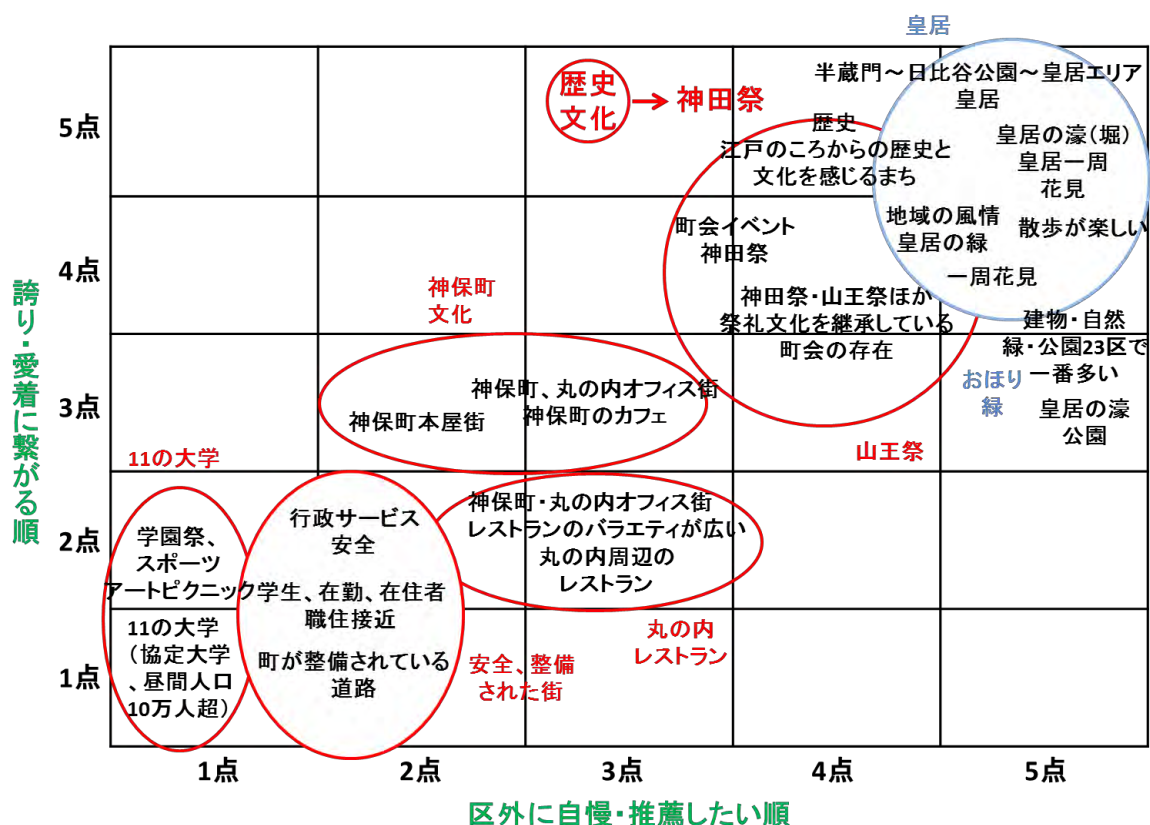 皇居
半蔵門～日比谷公園～皇居エリア
皇居
歴史
文化
→ 神田祭
5点
歴史
江戸のころからの歴史と
文化を感じるまち
皇居の濠（堀）
皇居一周
花見
町会イベント
神田祭
地域の風情
皇居の緑
散歩が楽しい
一周花見
4点
神保町
文化
神田祭・山王祭ほか
祭礼文化を継承している
町会の存在
建物・自然
緑・公園23区で
一番多い
おほり
緑
皇居の濠
公園
誇り・愛着に繋がる順
3点
神保町、丸の内オフィス街
神保町のカフェ
神保町本屋街
11の大学
山王祭
2点
学園祭、
スポーツ
アートピクニック
行政サービス
安全
学生、在勤、在住者
職住接近
町が整備されている
道路
神保町・丸の内オフィス街
レストランのバラエティが広い
丸の内周辺の
レストラン
1点
11の大学
（協定大学
、昼間人口
10万人超）
安全、整備
された街
丸の内
レストラン
1点
2点
3点
4点
5点
区外に自慢・推薦したい順